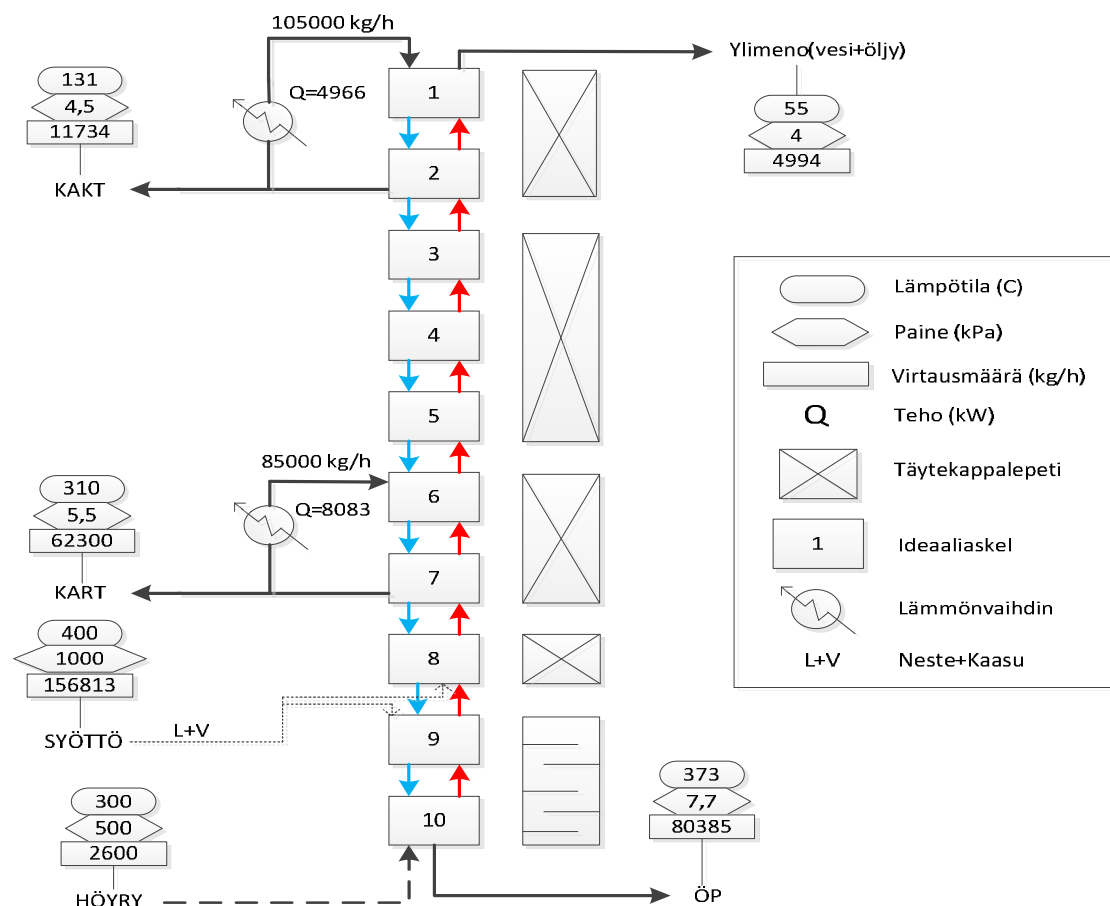 105000 kg/h
Ylimeno(vesi+öljy)
131
4,5
11734
KAKT
Q=4966
55
4
4994
1
2
3
4
5
85000 kg/h
310
5,5
62300
KART
Q=8083
6
7
400
1000
156813
SYÖTTÖ
L+V
8
9
300
500
2600
HÖYRY
10
373
7,7
80385
ÖP
Lämpötila (C)
Paine (kPa)
Virtausmäärä (kg/h)
Q Teho (kW)
Täytekappalepeti
1 Ideaaliaskel
Lämmönvaihdin
L+V Neste+Kaasu